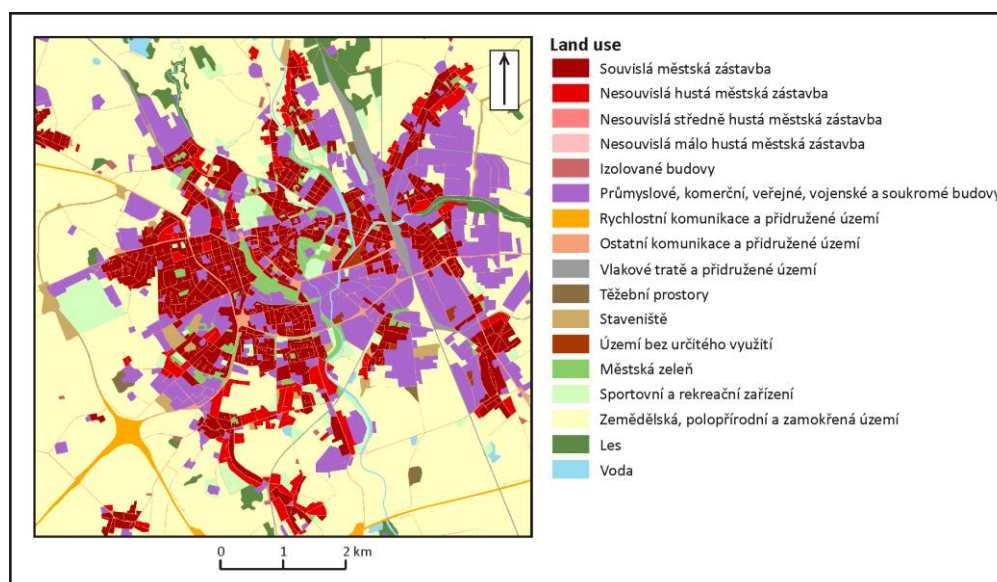 Land use
Souvislá městská zástavba
Nesouvislá hustá městská zástavba
Nesouvislá středně hustá městská zástavba
Nesouvislá málo hustá městská zástavba
Izolované budovy
Průmyslové, komerční, veřejné, vojenské a soukromé budovy
Rychlostní komunikace a přidružené území
Ostatní komunikace a přidružené území
Vlakové tratě a přidružené území
Těžební prostory
Staveniště
Území bez určitého využití
Městská zeleň
Sportovní a rekreační zařízení
Zemědělská, polopřírodní a zamokřená území
Les
Voda
0 1 2 km